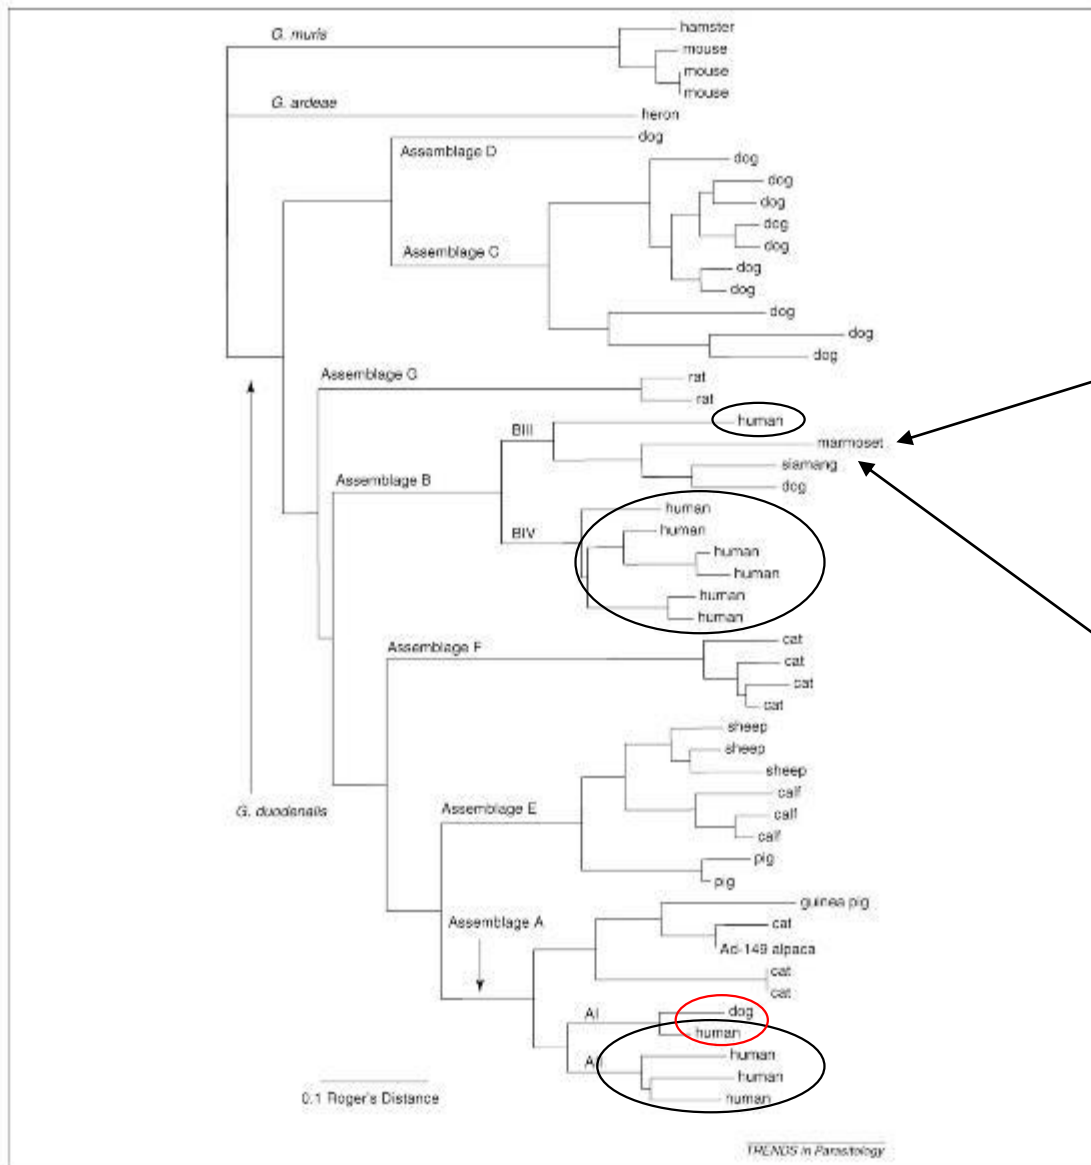 G. muris
hamster
mouse
mouse
mouse
G. ardeae
heron
dog
Assemblage D
dog
dog
dog
dog
Assemblage C
dog
dog
dog
dog
dog
dog
Assemblage G
rat
rat
human
BIII
marmoset
siamang
Assemblage B
dog
human
BIV
human
human
human
human
human
cat
Assemblage F
cat
cat
cat
sheep
sheep
sheep
calf
Assemblage E
G. duodenalis
calf
calf
pig
pig
guinea pig
Assemblage A
cat
Ad-149 alpaca
cat
cat
dog
AI
human
human
human
0.1 Roger's Distance
human
TRENDS in Parasitology